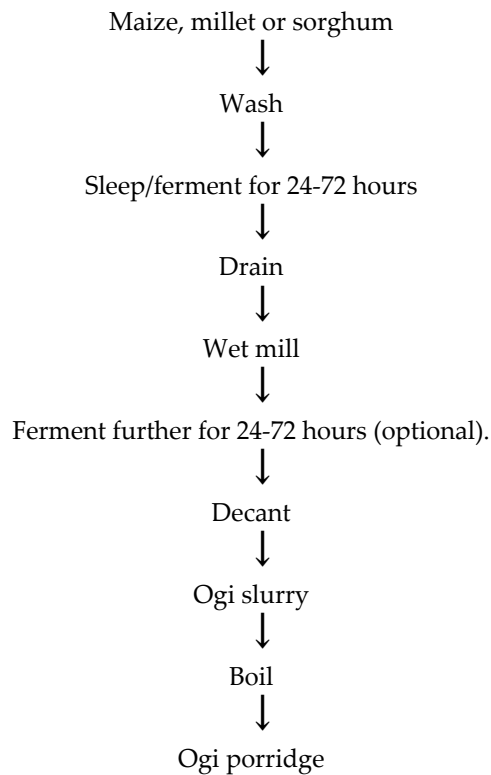 Maize, millet or sorghum
Wash
Sleep/ferment for 24-72 hours
Drain
Wet mill
Ferment further for 24-72 hours (optional).
Decant
Ogi slurry
Boil
Ogi porridge